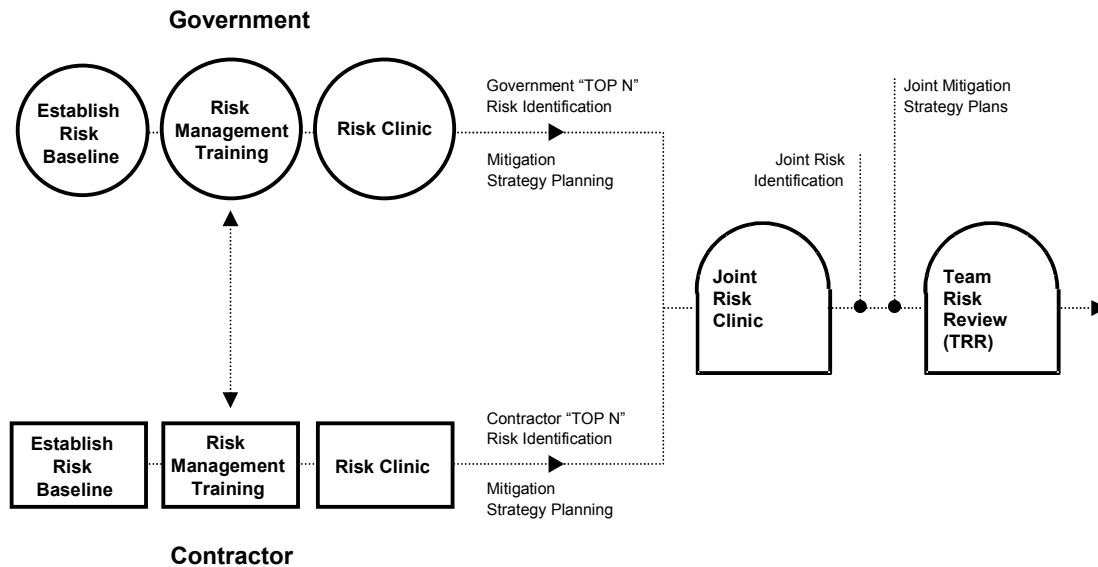 Government
Establish
Risk
Baseline
Risk
Management
Training
Risk Clinic
Government “TOP N”
Risk Identification
Mitigation
Strategy Planning
Joint Mitigation
Strategy Plans
Joint Risk
Identification
Joint
Risk
Clinic
Team
Risk
Review
(TRR)
Establish
Risk
Baseline
Risk
Management
Training
Risk Clinic
Contractor “TOP N”
Risk Identification
Mitigation
Strategy Planning
Contractor